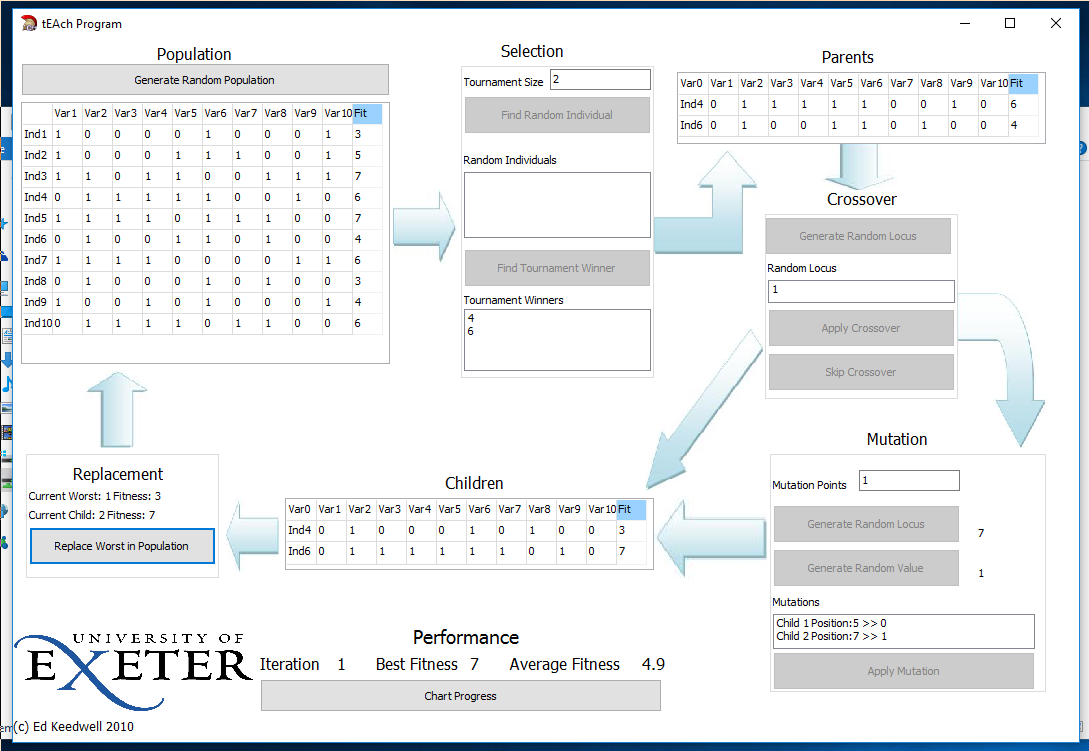 tEAch Program
Population
Generate Random Population
Var1 Var2 Var3 Var4 Var5 Var6 Var7 Var8 Var9 Var10 Fit
Ind1 1 0 0 0 0 1 0 0 0 1 3
Ind2 1 0 0 0 1 1 1 0 0 1 5
Ind3 1 1 0 1 1 0 0 1 1 1 7
Ind4 0 1 1 1 1 1 0 0 1 0 6
Ind5 1 1 1 1 0 1 1 1 0 0 7
Ind6 0 1 0 0 1 1 0 1 0 0 4
Ind7 1 1 1 1 0 0 0 0 1 1 6
Ind8 0 1 0 0 0 1 0 1 0 0 3
Ind9 1 0 0 1 0 1 0 0 0 1 4
Ind10 0 1 1 1 1 0 1 1 0 0 6
Selection
Tournament Size 2
Find Random Individual
Random Individuals
Find Tournament Winner
Tournament Winners
4
6
Parents
Var0 Var1 Var2 Var3 Var4 Var5 Var6 Var7 Var8 Var9 Var10 Fit
Ind4 0 1 1 1 1 1 0 0 1 0 6
Ind6 0 1 0 0 1 1 0 1 0 0 4
Crossover
Generate Random Locus
Random Locus
1
Apply Crossover
Skip Crossover
Mutation
Mutation Points 1
Generate Random Locus 7
Generate Random Value 1
Mutations
Child 1 Position:5 >> 0
Child 2 Position:7 >> 1
Apply Mutation
Children
Var0 Var1 Var2 Var3 Var4 Var5 Var6 Var7 Var8 Var9 Var10 Fit
Ind4 0 1 0 0 0 1 0 1 0 0 3
Ind6 0 1 1 1 1 1 1 0 1 0 7
Replacement
Current Worst: 1 Fitness: 3
Current Child: 2 Fitness: 7
Replace Worst in Population
Performance
Iteration 1 Best Fitness 7 Average Fitness 4.9
Chart Progress
UNIVERSITY OF
EXETER
(c) Ed Keedwell 2010